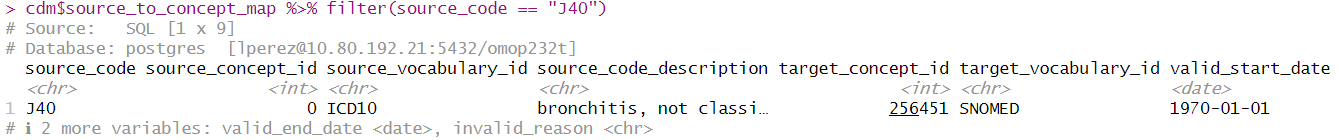 > cdm$source_to_concept_map %>% filter(source_code == "J40")
# Source:   SQL [1 x 9]
# Database: postgres  [lperez@10.80.192.21:5432/omop232t]
  source_code source_concept_id source_vocabulary_id source_code_description target_concept_id target_vocabulary_id valid_start_date
  <chr>                   <int> <chr>                <chr>                               <int> <chr>                <date>
1 J40                         0 ICD10                bronchitis, not classi…            256451 SNOMED               1970-01-01
# ℹ 2 more variables: valid_end_date <date>, invalid_reason <chr>